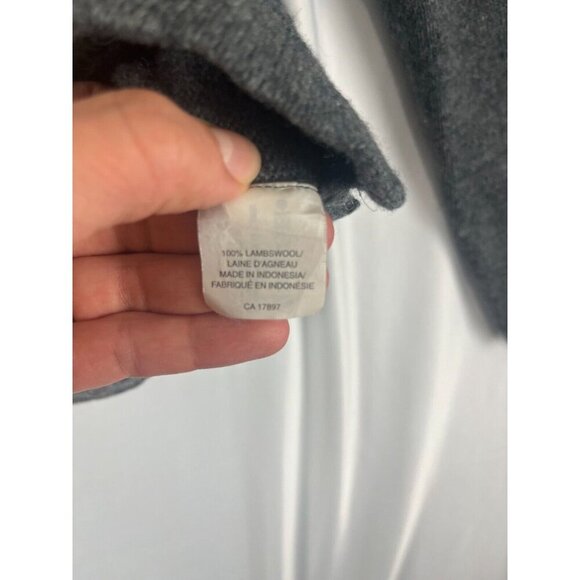 100% LAMBSWOOL/
LAINE D'AGNEAU
MADE IN INDONESIA/
FABRIQUÉ EN INDONÉSIE
CA 17897